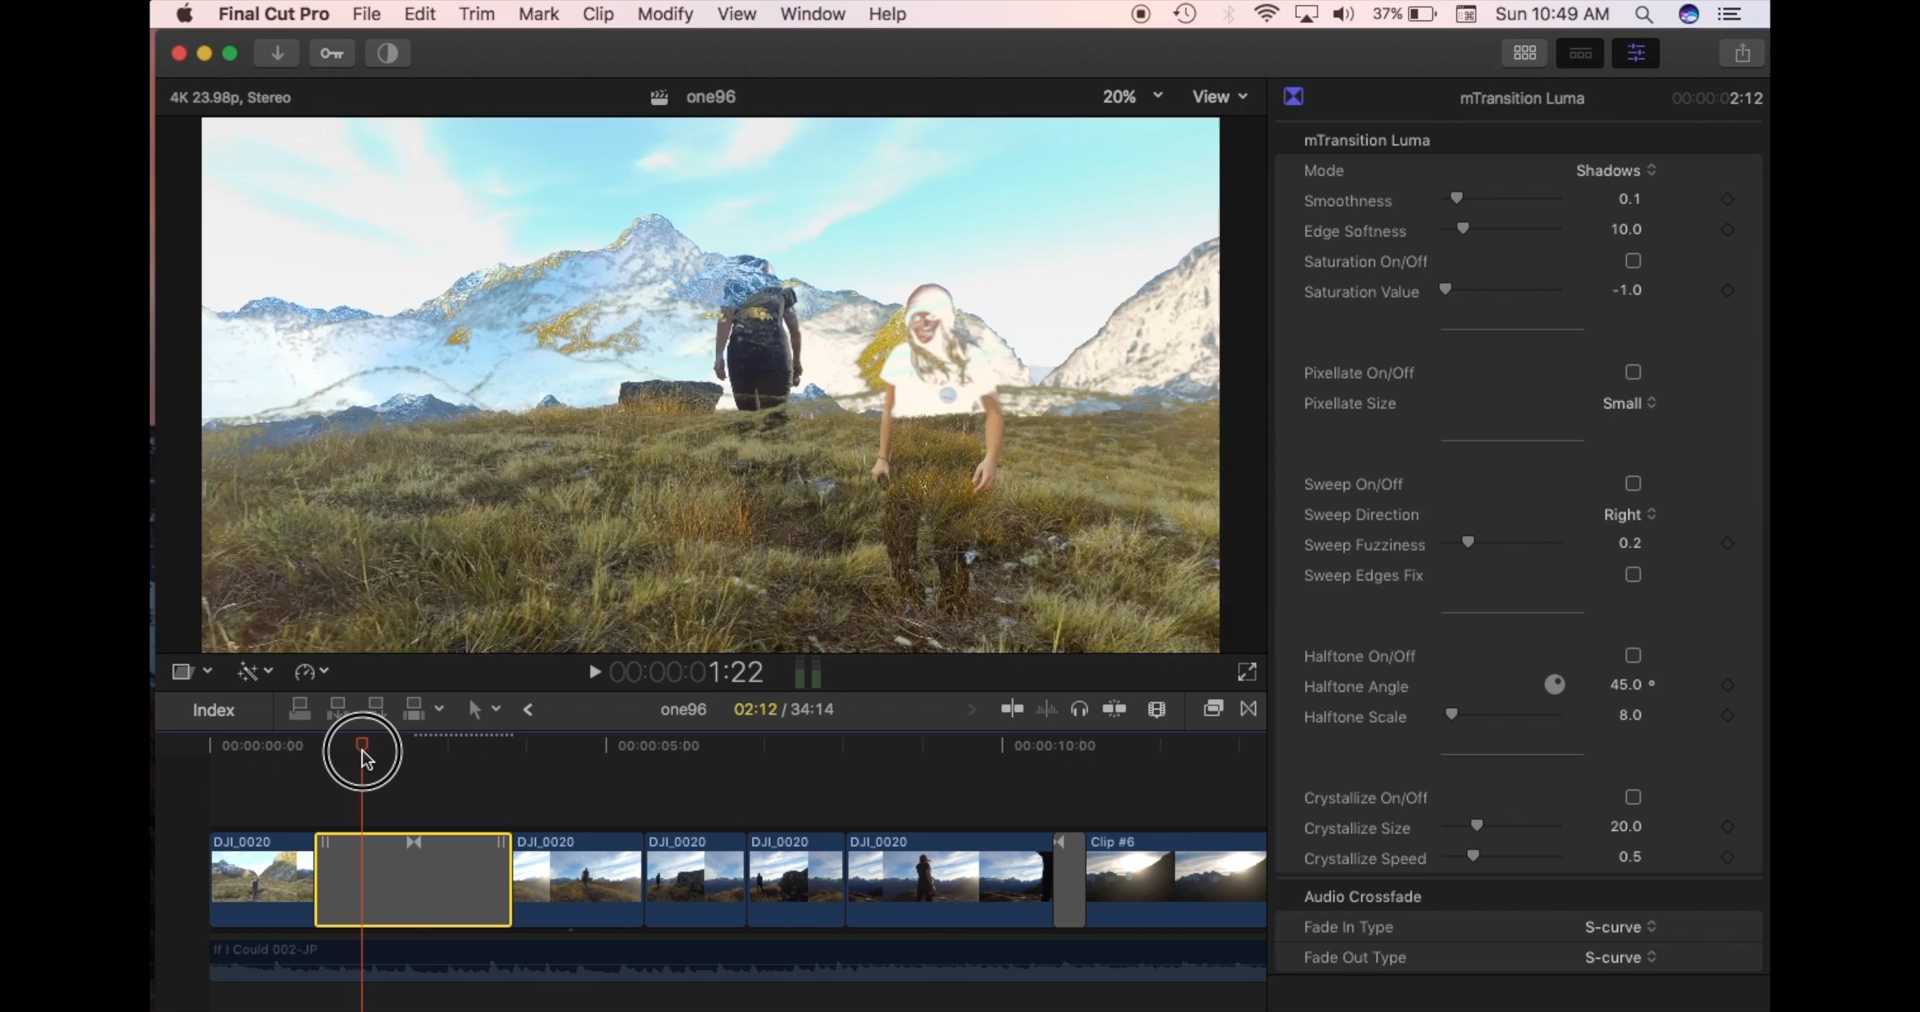 Final Cut Pro File Edit Trim Mark Clip Modify View Window Help 37% Sun 10:49 AM
4K 23.98p, Stereo one96 20% View
mTransition Luma 00:00:02:12
mTransition Luma
Mode Shadows
Smoothness 0.1
Edge Softness 10.0
Saturation On/Off
Saturation Value -1.0
Pixellate On/Off
Pixellate Size Small
Sweep On/Off
Sweep Direction Right
Sweep Fuzziness 0.2
Sweep Edges Fix
Halftone On/Off
Halftone Angle 45.0 °
Halftone Scale 8.0
Crystallize On/Off
Crystallize Size 20.0
Crystallize Speed 0.5
Audio Crossfade
Fade In Type S-curve
Fade Out Type S-curve
00:00:01:22
Index one96 02:12 / 34:14
00:00:00:00 00:00:05:00 00:00:10:00
DJI_0020 DJI_0020 DJI_0020 DJI_0020 DJI_0020 Clip #6
If I Could 002-JP